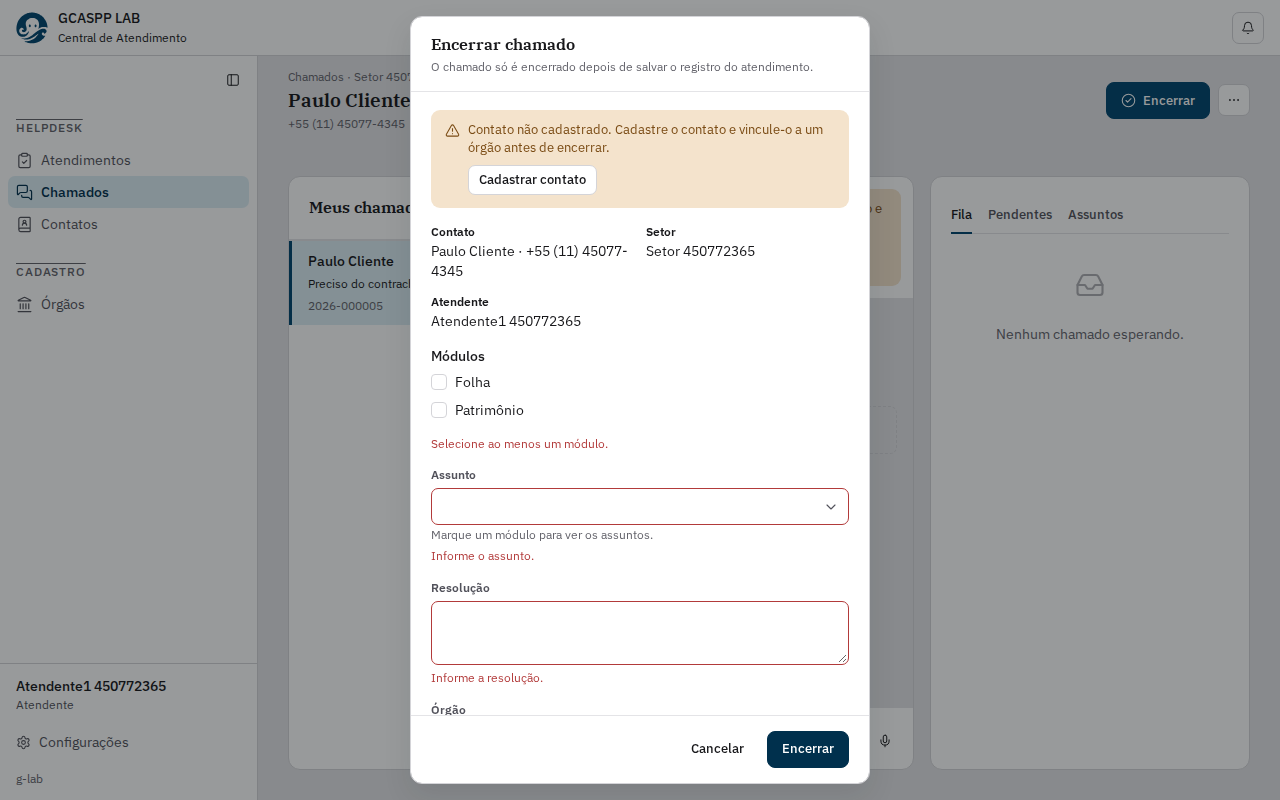 GCASPP LAB
Central de Atendimento
HELPDESK
Atendimentos
Chamados
Contatos
CADASTRO
Órgãos
Atendente1 450772365
Atendente
Configurações
g-lab
Chamados · Setor 4507
Paulo Cliente
+55 (11) 45077-4345
Encerrar
Meus chamad
Paulo Cliente
Preciso do contrach
2026-000005
Encerrar chamado
O chamado só é encerrado depois de salvar o registro do atendimento.
Contato não cadastrado. Cadastre o contato e vincule-o a um
órgão antes de encerrar.
Cadastrar contato
Contato
Paulo Cliente · +55 (11) 45077-
4345
Setor
Setor 450772365
Atendente
Atendente1 450772365
Módulos
Folha
Patrimônio
Selecione ao menos um módulo.
Assunto
Marque um módulo para ver os assuntos.
Informe o assunto.
Resolução
Informe a resolução.
Órgão
Cancelar
Encerrar
e
Fila
Pendentes
Assuntos
Nenhum chamado esperando.